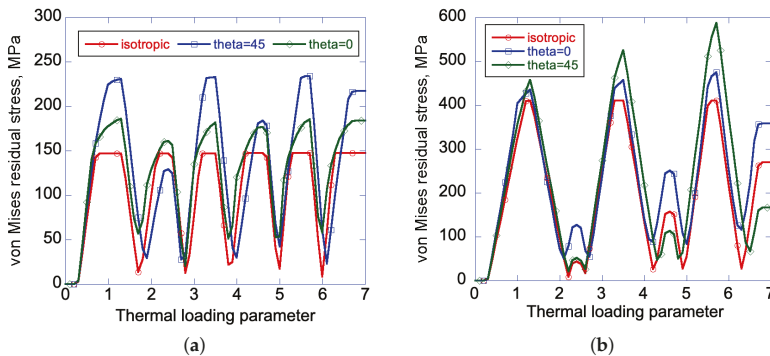 300
250
200
150
100
50
0
von Mises residual stress, MPa
isotropic theta=45 theta=0
0 1 2 3 4 5 6 7
Thermal loading parameter
(a)
600
500
400
300
200
100
0
von Mises residual stress, MPa
isotropic
theta=0
theta=45
0 1 2 3 4 5 6 7
Thermal loading parameter
(b)